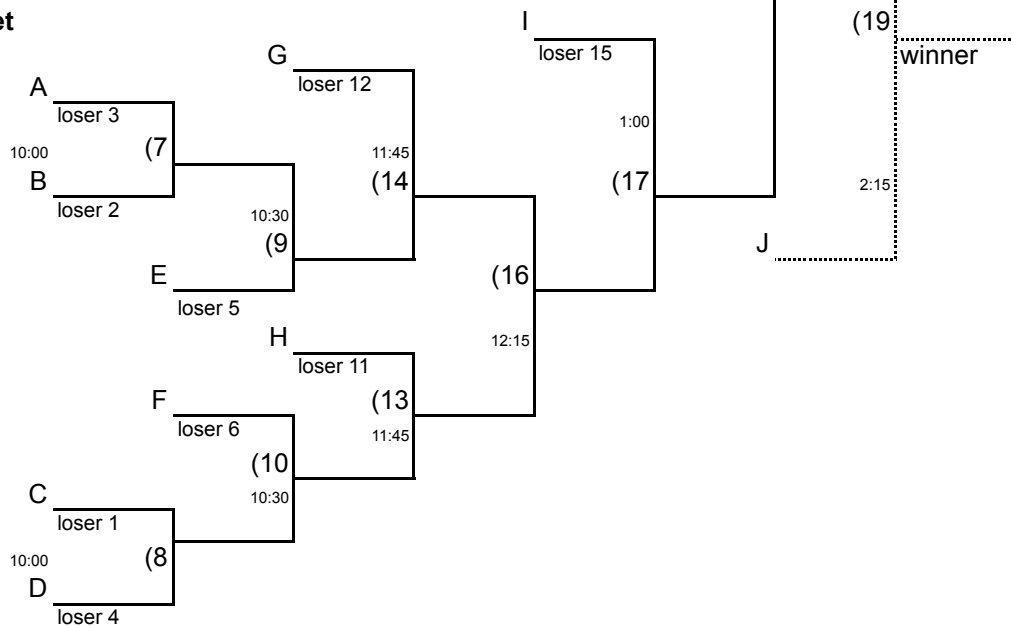 et
I
(19
loser 15
winner
G
loser 12
A
loser 3
1:00
(7
10:00
11:45
B
(14
(17
2:15
loser 2
10:30
(9
J
E
(16
loser 5
H
12:15
loser 11
F
(13
loser 6
11:45
(10
C
10:30
loser 1
(8
10:00
D
loser 4